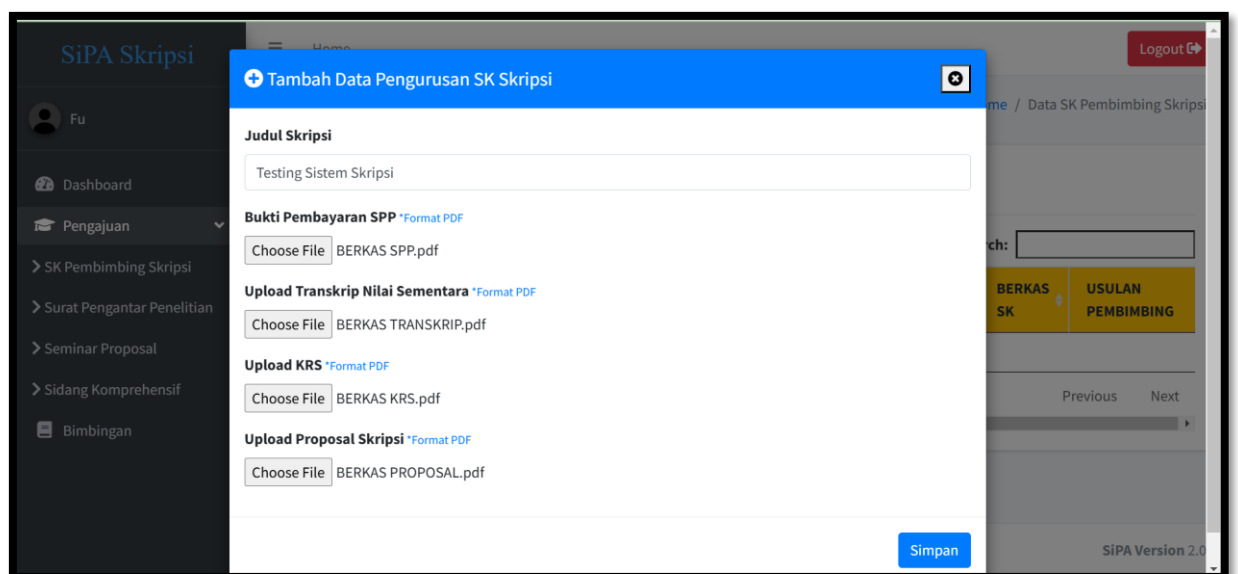 SiPA Skripsi
Home
Logout
Tambah Data Pengurusan SK Skripsi
Fu
me / Data SK Pembimbing Skripsi
Judul Skripsi
Testing Sistem Skripsi
Dashboard
Pengajuan
Bukti Pembayaran SPP *Format PDF
Choose File BERKAS SPP.pdf
rch:
SK Pembimbing Skripsi
Upload Transkrip Nilai Sementara *Format PDF
BERKAS SK
USULAN PEMBIMBING
Surat Pengantar Penelitian
Choose File BERKAS TRANSKRIP.pdf
Seminar Proposal
Upload KRS *Format PDF
Sidang Komprehensif
Choose File BERKAS KRS.pdf
Previous Next
Bimbingan
Upload Proposal Skripsi *Format PDF
Choose File BERKAS PROPOSAL.pdf
Simpan
SiPA Version 2.0